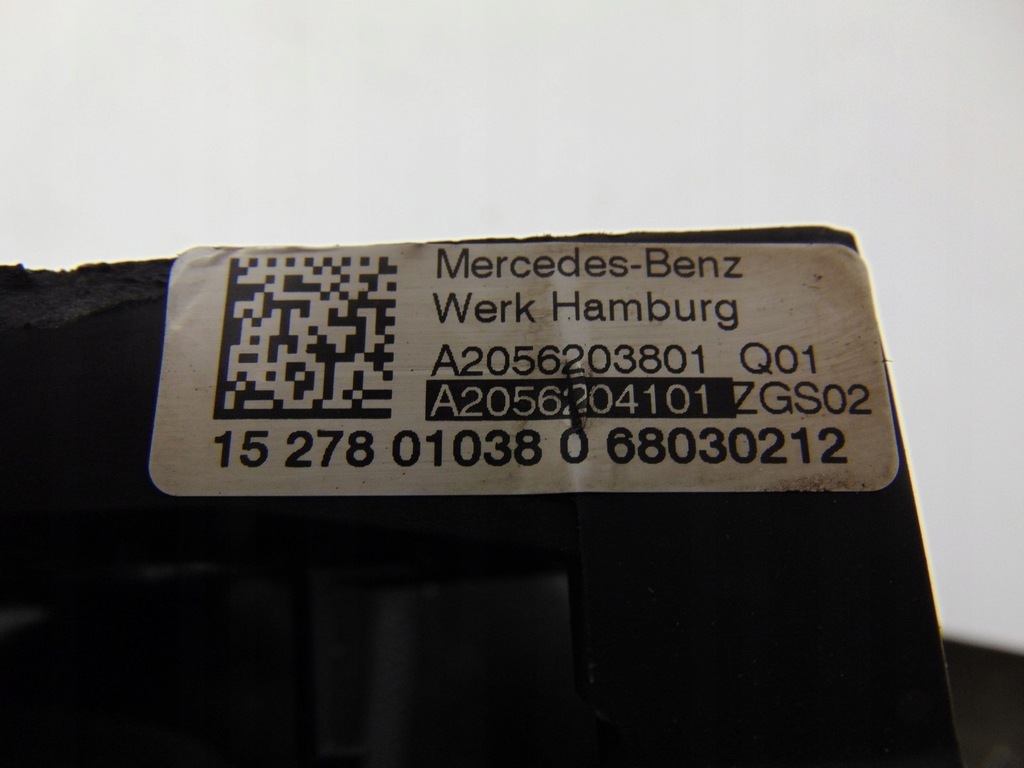 Mercedes-Benz
Werk Hamburg
A2056203801 Q01
A2056204101 ZGS02
15 278 01038 0 68030212